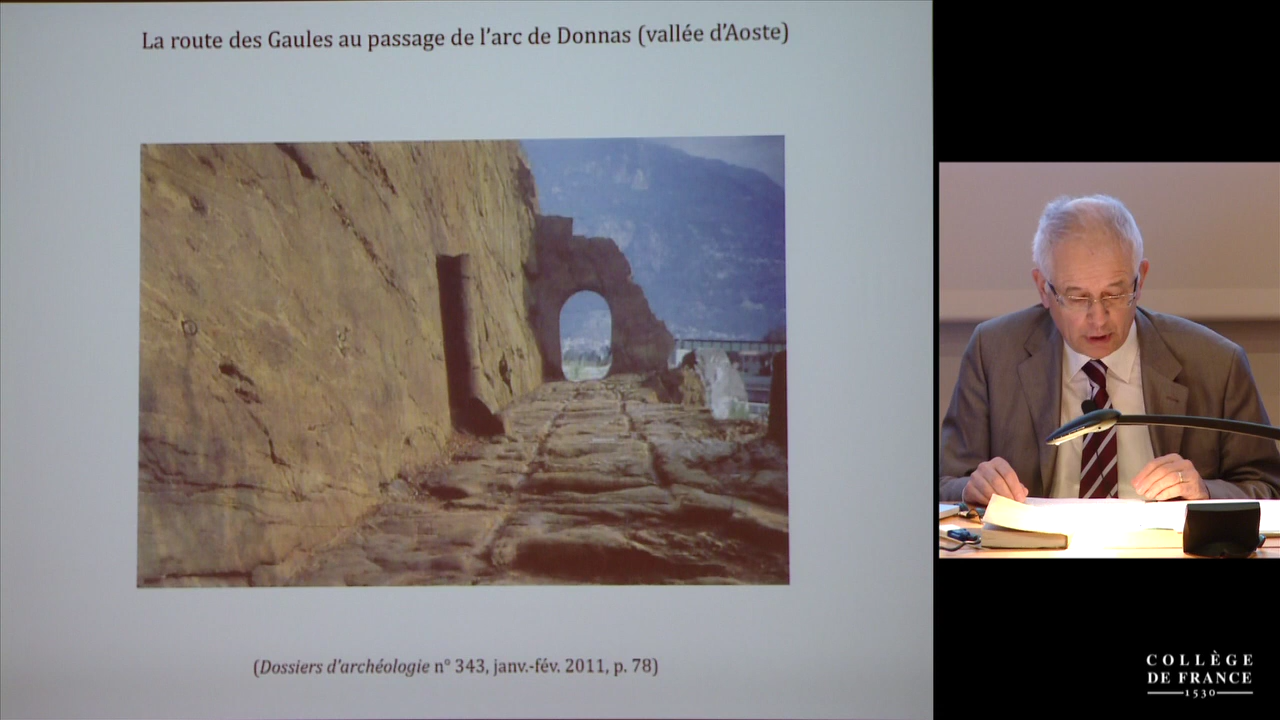 La route des Gaules au passage de l'arc de Donnas (vallée d'Aoste)
(Dossiers d'archéologie n° 343, janv.-fév. 2011, p. 78)
COLLÈGE
DE FRANCE
1530